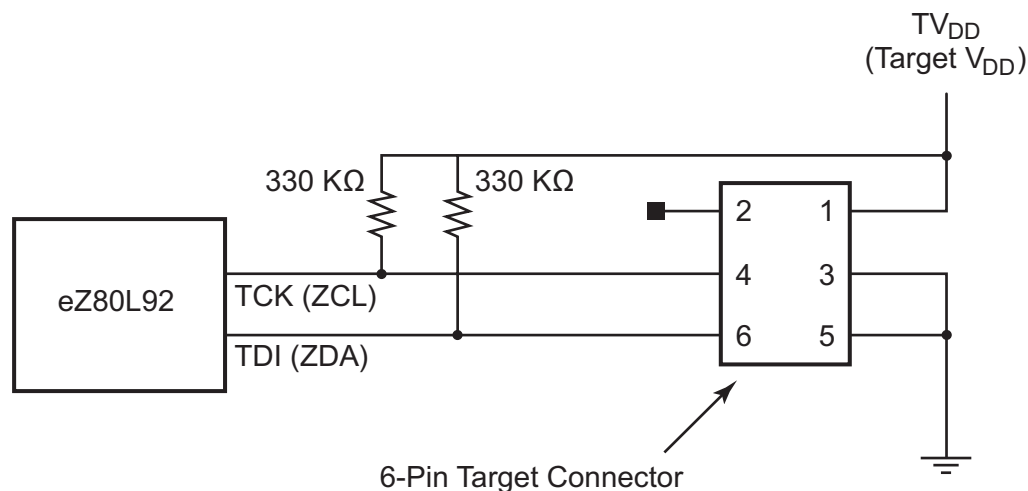 TVDD
(Target VDD)
330 KΩ
330 KΩ
2
1
eZ80L92
TCK (ZCL)
4
3
TDI (ZDA)
6
5
6-Pin Target Connector